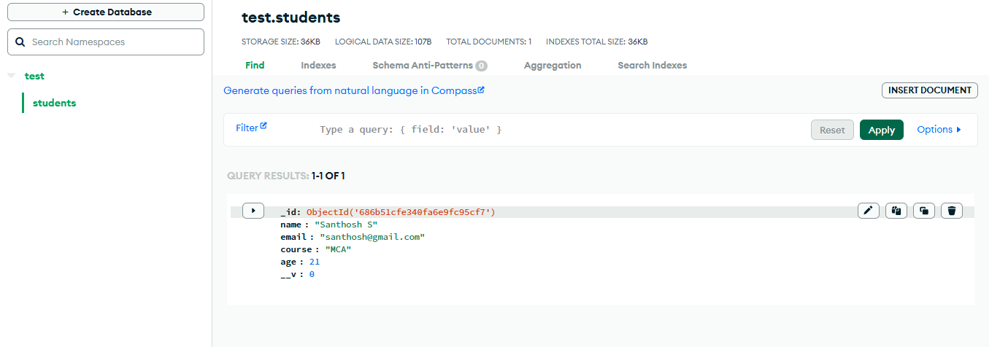 + Create Database
Search Namespaces
test
students
test.students
STORAGE SIZE: 36KB LOGICAL DATA SIZE: 107B TOTAL DOCUMENTS: 1 INDEXES TOTAL SIZE: 36KB
Find Indexes Schema Anti-Patterns 0 Aggregation Search Indexes
Generate queries from natural language in Compass
INSERT DOCUMENT
Filter Type a query: { field: 'value' } Reset Apply Options
QUERY RESULTS: 1-1 OF 1
_id: ObjectId('686b51cfe340fa6e9fc95cf7')
name : "Santhosh S"
email : "santhosh@gmail.com"
course : "MCA"
age : 21
__v : 0